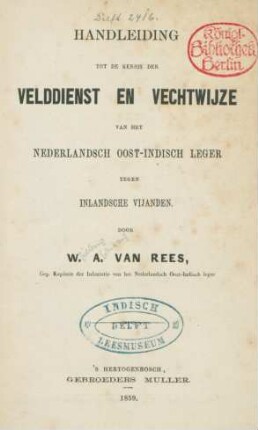 HANDLEIDING
TOT DE KENNIS DER
VELDDIENST EN VECHTWIJZE
VAN HET
NEDERLANDSCH OOST-INDISCH LEGER
TEGEN
INLANDSCHE VIJANDEN.
DOOR
W. A. VAN REES,
Gep. Kapitein der Infanterie van het Nederlandsch Oost-Indisch leger
Königl.
Bibliothek
Berlin
INDISCH
DELFT
LEESMUSEUM
'S HERTOGENBOSCH,
GEBROEDERS MULLER.
1859.